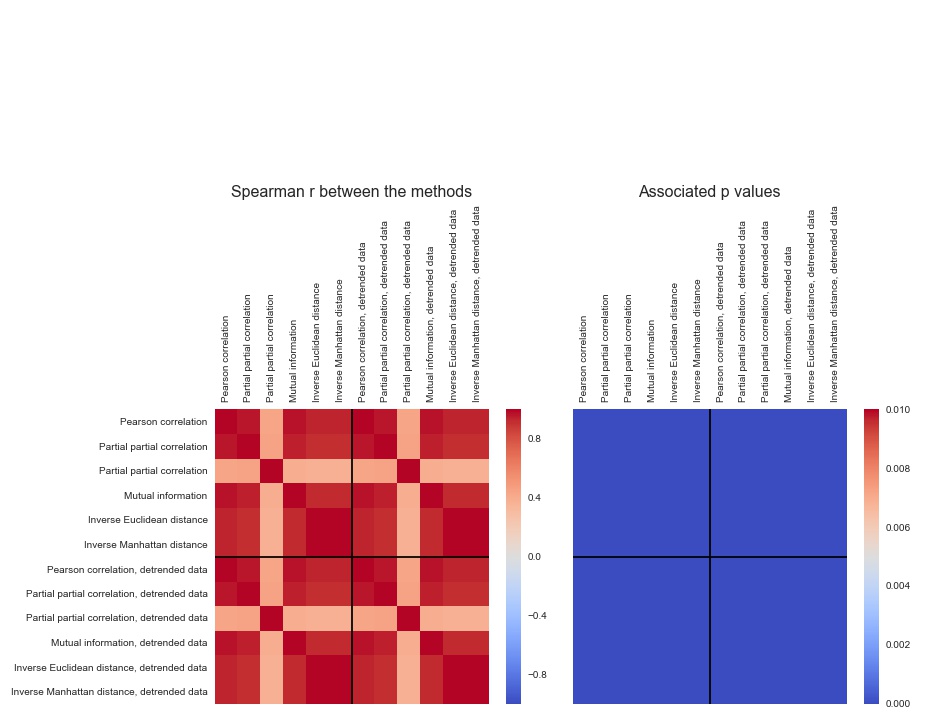 Spearman r between the methods
Associated p values
Pearson correlation
Partial partial correlation
Partial partial correlation
Mutual information
Inverse Euclidean distance
Inverse Manhattan distance
Pearson correlation, detrended data
Partial partial correlation, detrended data
Partial partial correlation, detrended data
Mutual information, detrended data
Inverse Euclidean distance, detrended data
Inverse Manhattan distance, detrended data
Pearson correlation
Partial partial correlation
Partial partial correlation
Mutual information
Inverse Euclidean distance
Inverse Manhattan distance
Pearson correlation, detrended data
Partial partial correlation, detrended data
Partial partial correlation, detrended data
Mutual information, detrended data
Inverse Euclidean distance, detrended data
Inverse Manhattan distance, detrended data
Pearson correlation
Partial partial correlation
Partial partial correlation
Mutual information
Inverse Euclidean distance
Inverse Manhattan distance
Pearson correlation, detrended data
Partial partial correlation, detrended data
Partial partial correlation, detrended data
Mutual information, detrended data
Inverse Euclidean distance, detrended data
Inverse Manhattan distance, detrended data
0.8
0.4
0.0
−0.4
−0.8
0.010
0.008
0.006
0.004
0.002
0.000